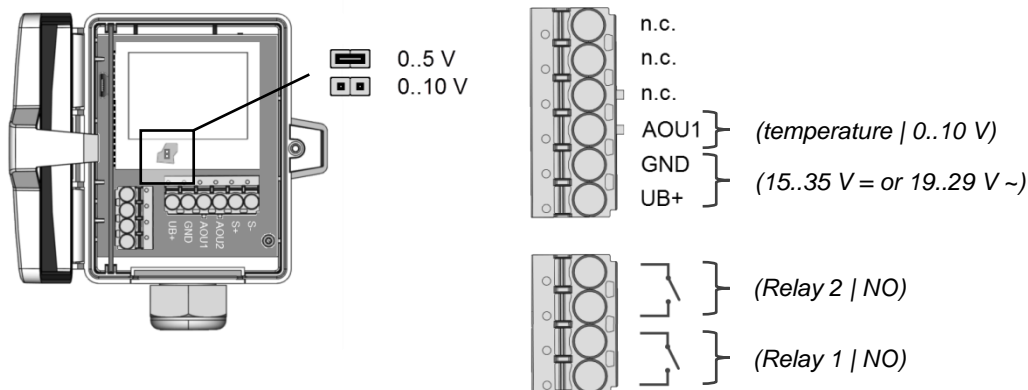 0..5 V
0..10 V
UB+
GND
AOU1
AOU2
S+
S-
n.c.
n.c.
n.c.
AOU1
(temperature | 0..10 V)
GND
UB+
(15..35 V = or 19..29 V ~)
(Relay 2 | NO)
(Relay 1 | NO)